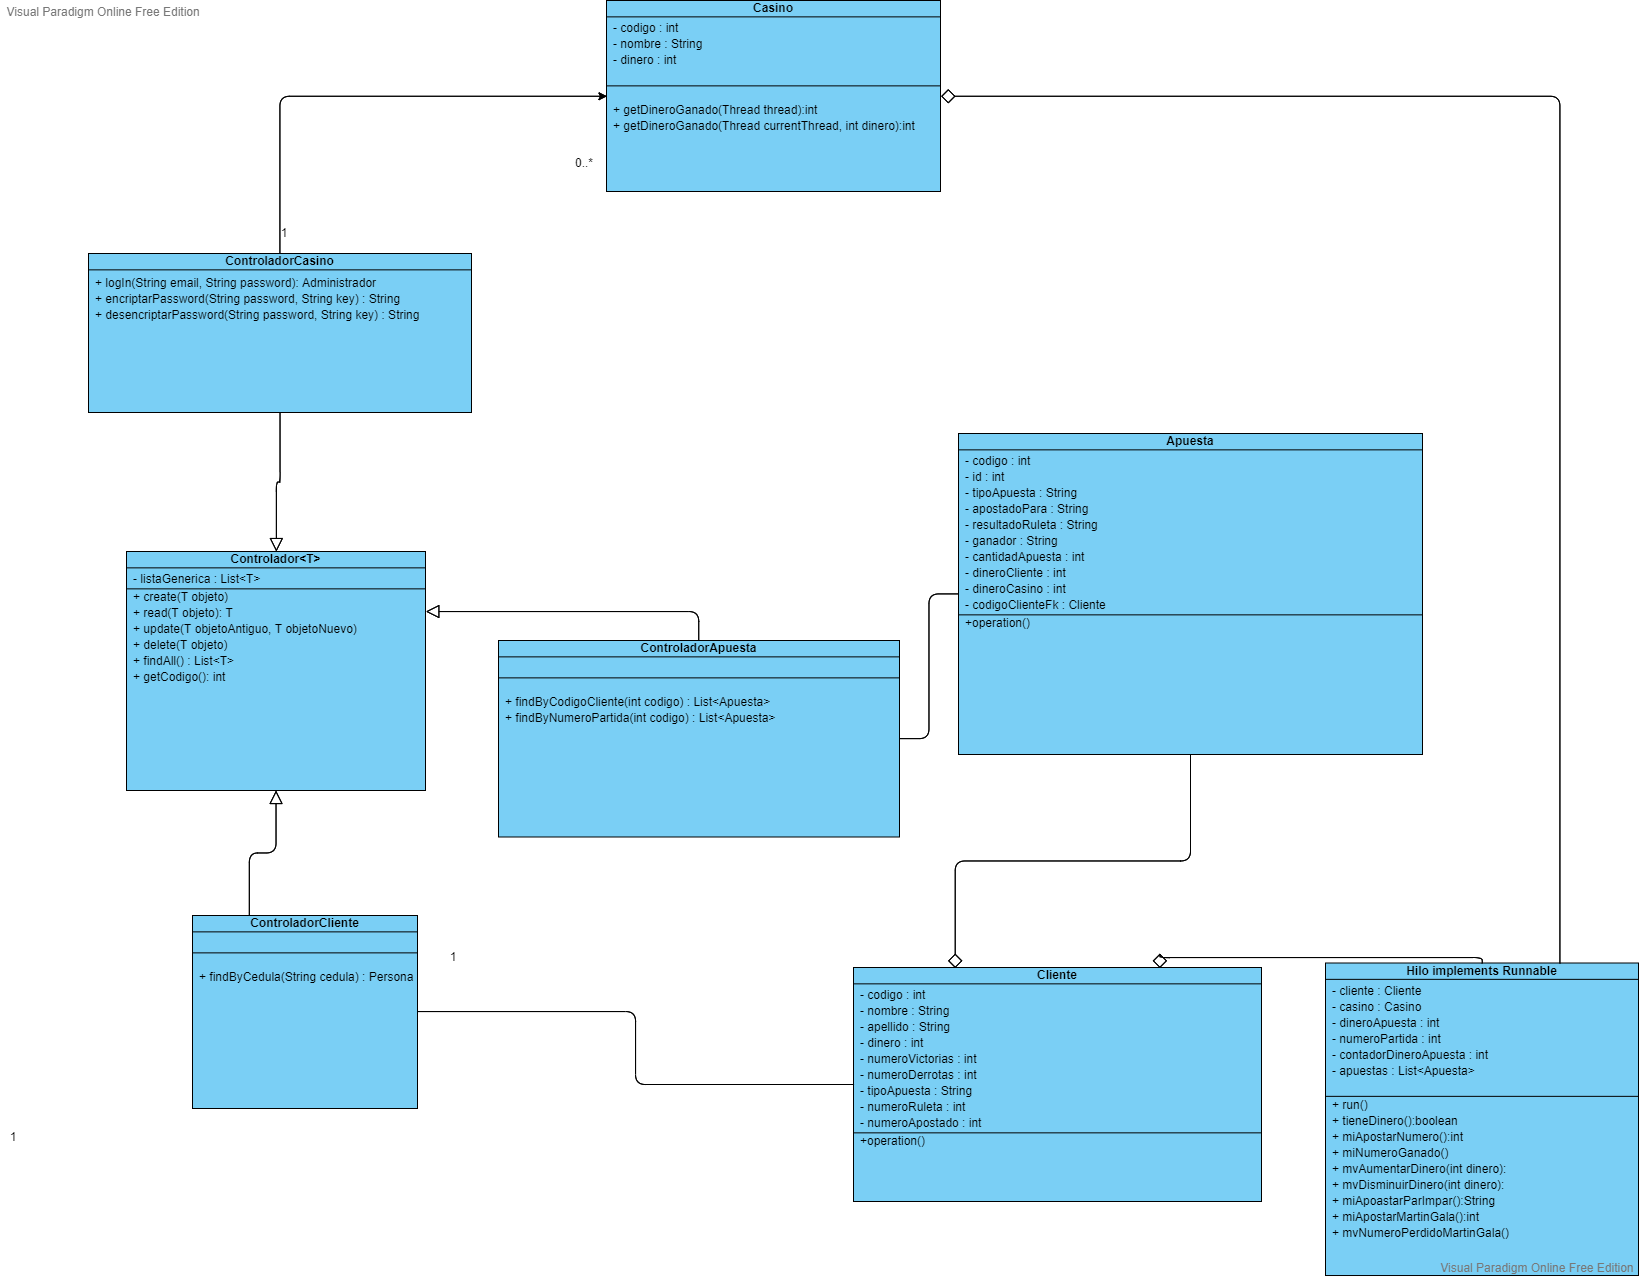 Visual Paradigm Online Free Edition
Casino
- codigo : int
- nombre : String
- dinero : int
+ getDineroGanado(Thread thread):int
+ getDineroGanado(Thread currentThread, int dinero):int
0..*
1
ControladorCasino
+ logIn(String email, String password): Administrador
+ encriptarPassword(String password, String key) : String
+ desencriptarPassword(String password, String key) : String
Apuesta
- codigo : int
- id : int
- tipoApuesta : String
- apostadoPara : String
- resultadoRuleta : String
- ganador : String
- cantidadApuesta : int
- dineroCliente : int
- dineroCasino : int
- codigoClienteFk : Cliente
+operation()
Controlador<T>
- listaGenerica : List<T>
+ create(T objeto)
+ read(T objeto): T
+ update(T objetoAntiguo, T objetoNuevo)
+ delete(T objeto)
+ findAll() : List<T>
+ getCodigo(): int
ControladorApuesta
+ findByCodigoCliente(int codigo) : List<Apuesta>
+ findByNumeroPartida(int codigo) : List<Apuesta>
ControladorCliente
+ findByCedula(String cedula) : Persona
1
1
Cliente
- codigo : int
- nombre : String
- apellido : String
- dinero : int
- numeroVictorias : int
- numeroDerrotas : int
- tipoApuesta : String
- numeroRuleta : int
- numeroApostado : int
+operation()
Hilo implements Runnable
- cliente : Cliente
- casino : Casino
- dineroApuesta : int
- numeroPartida : int
- contadorDineroApuesta : int
- apuestas : List<Apuesta>
+ run()
+ tieneDinero():boolean
+ miApostarNumero():int
+ miNumeroGanado()
+ mvAumentarDinero(int dinero):
+ mvDisminuirDinero(int dinero):
+ miApoastarParImpar():String
+ miApostarMartinGala():int
+ mvNumeroPerdidoMartinGala()
Visual Paradigm Online Free Edition